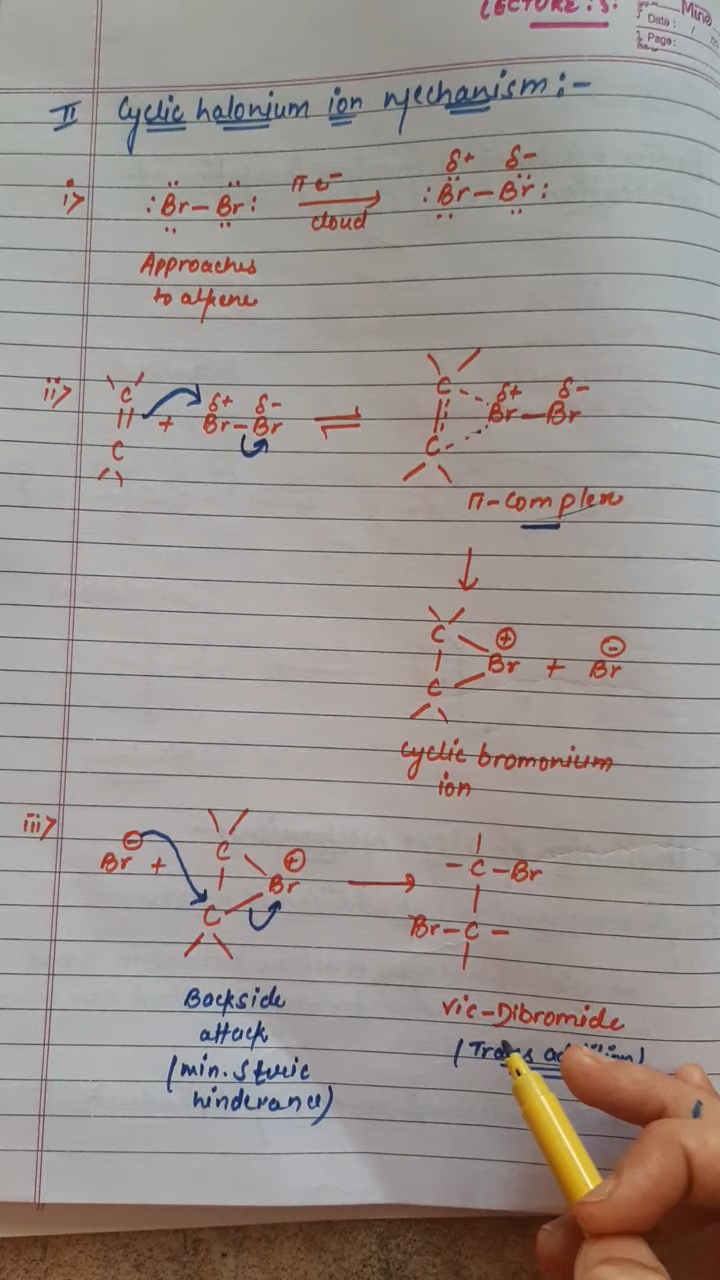 LECTURE: 5:
Date: /
Page:
II Cyclic halonium ion mechanism:-
i> :Br-Br: π e⁻ cloud :Br-Br: δ+ δ-
Approaches
to alkene
ii> C=C + Br-Br δ+ δ- ⇌ C=C Br-Br δ+ δ-
π-complex
↓
C-C Br ⊕ + Br ⊖
cyclic bromonium
ion
iii> Br ⊖ + C-C Br ⊕ → -C-Br
Br-C-
Backside
attack
(min. steric
hinderance)
vic-Dibromide
(Trans addition)